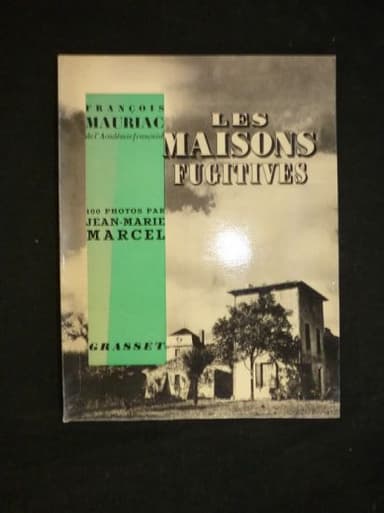 FRANÇOIS
MAURIAC
de l'Académie française
LES
MAISONS
FUGITIVES
100 PHOTOS PAR
JEAN-MARIE
MARCEL
GRASSET